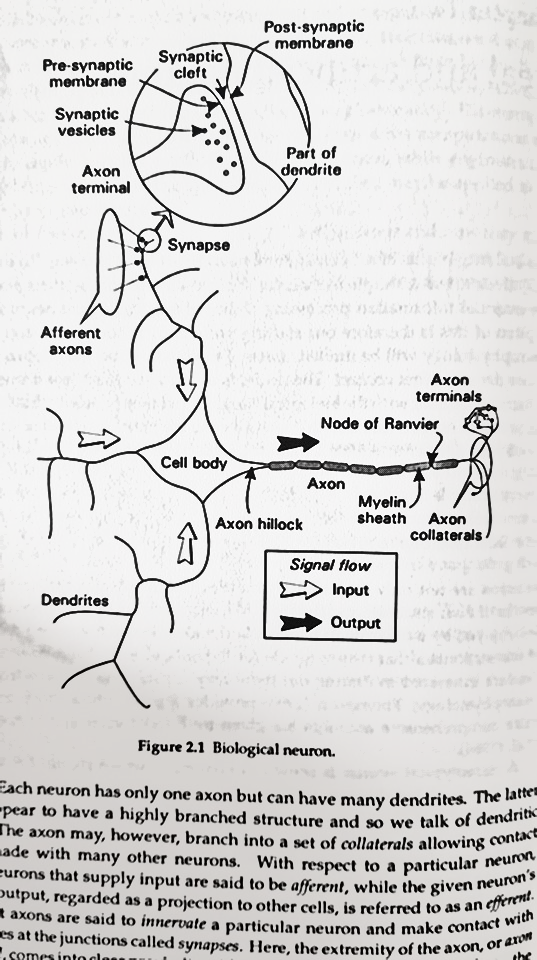 Post-synaptic
membrane
Synaptic
cleft
Pre-synaptic
membrane
Synaptic
vesicles
Part of
dendrite
Axon
terminal
Synapse
Afferent
axons
Axon
terminals
Node of Ranvier
Cell body
Axon
Myelin
sheath
Axon
collaterals
Axon hillock
Signal flow
Input
Output
Dendrites
Figure 2.1 Biological neuron.
Each neuron has only one axon but can have many dendrites. The latter
pear to have a highly branched structure and so we talk of dendritic
The axon may, however, branch into a set of collaterals allowing contact
ade with many other neurons. With respect to a particular neuron,
eurons that supply input are said to be afferent, while the given neuron's
output, regarded as a projection to other cells, is referred to as an efferent.
t axons are said to innervate a particular neuron and make contact with
es at the junctions called synapses. Here, the extremity of the axon, or axon
comes into close
the